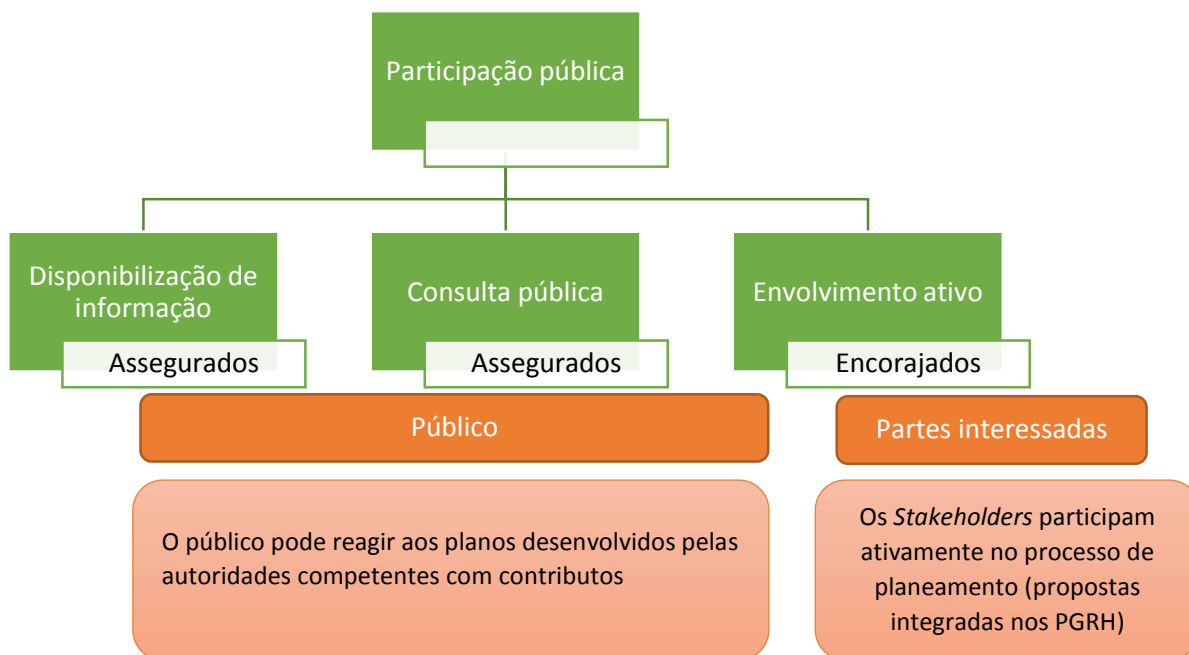 Participação pública
Disponibilização de
informação
Assegurados
Consulta pública
Assegurados
Envolvimento ativo
Encorajados
Público
Partes interessadas
O público pode reagir aos planos desenvolvidos pelas
autoridades competentes com contributos
Os Stakeholders participam
ativamente no processo de
planeamento (propostas
integradas nos PGRH)